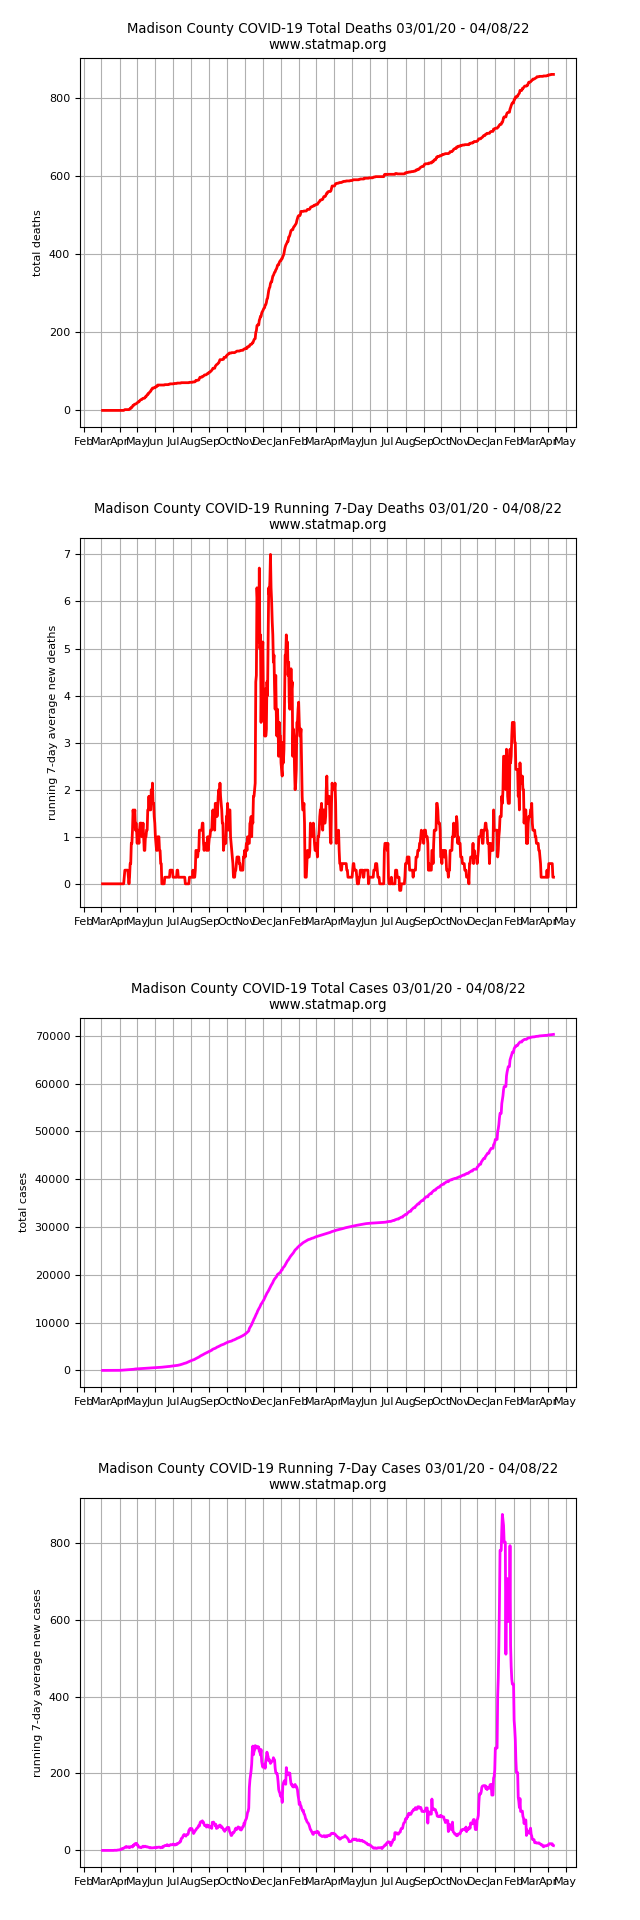 Madison County COVID-19 Total Deaths 03/01/20 - 04/08/22
www.statmap.org
800
600
400
200
0
total deaths
Feb Mar Apr May Jun Jul Aug Sep Oct Nov Dec Jan Feb Mar Apr May Jun Jul Aug Sep Oct Nov Dec Jan Feb Mar Apr May
Madison County COVID-19 Running 7-Day Deaths 03/01/20 - 04/08/22
www.statmap.org
7
6
5
4
3
2
1
0
running 7-day average new deaths
Feb Mar Apr May Jun Jul Aug Sep Oct Nov Dec Jan Feb Mar Apr May Jun Jul Aug Sep Oct Nov Dec Jan Feb Mar Apr May
Madison County COVID-19 Total Cases 03/01/20 - 04/08/22
www.statmap.org
70000
60000
50000
40000
30000
20000
10000
0
total cases
Feb Mar Apr May Jun Jul Aug Sep Oct Nov Dec Jan Feb Mar Apr May Jun Jul Aug Sep Oct Nov Dec Jan Feb Mar Apr May
Madison County COVID-19 Running 7-Day Cases 03/01/20 - 04/08/22
www.statmap.org
800
600
400
200
0
running 7-day average new cases
Feb Mar Apr May Jun Jul Aug Sep Oct Nov Dec Jan Feb Mar Apr May Jun Jul Aug Sep Oct Nov Dec Jan Feb Mar Apr May